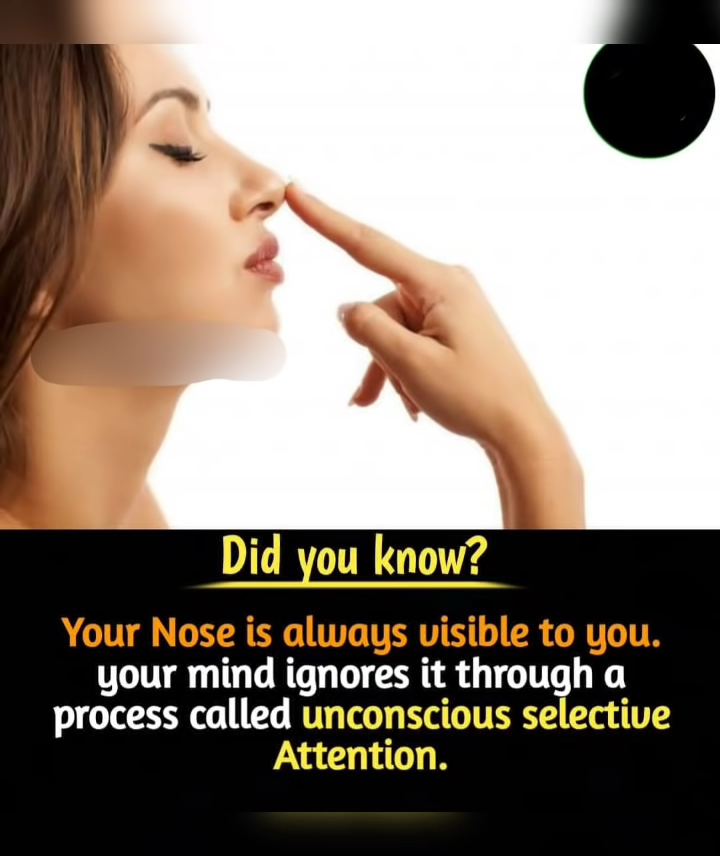 Did you know?
Your Nose is always visible to you.
your mind ignores it through a
process called unconscious selective
Attention.